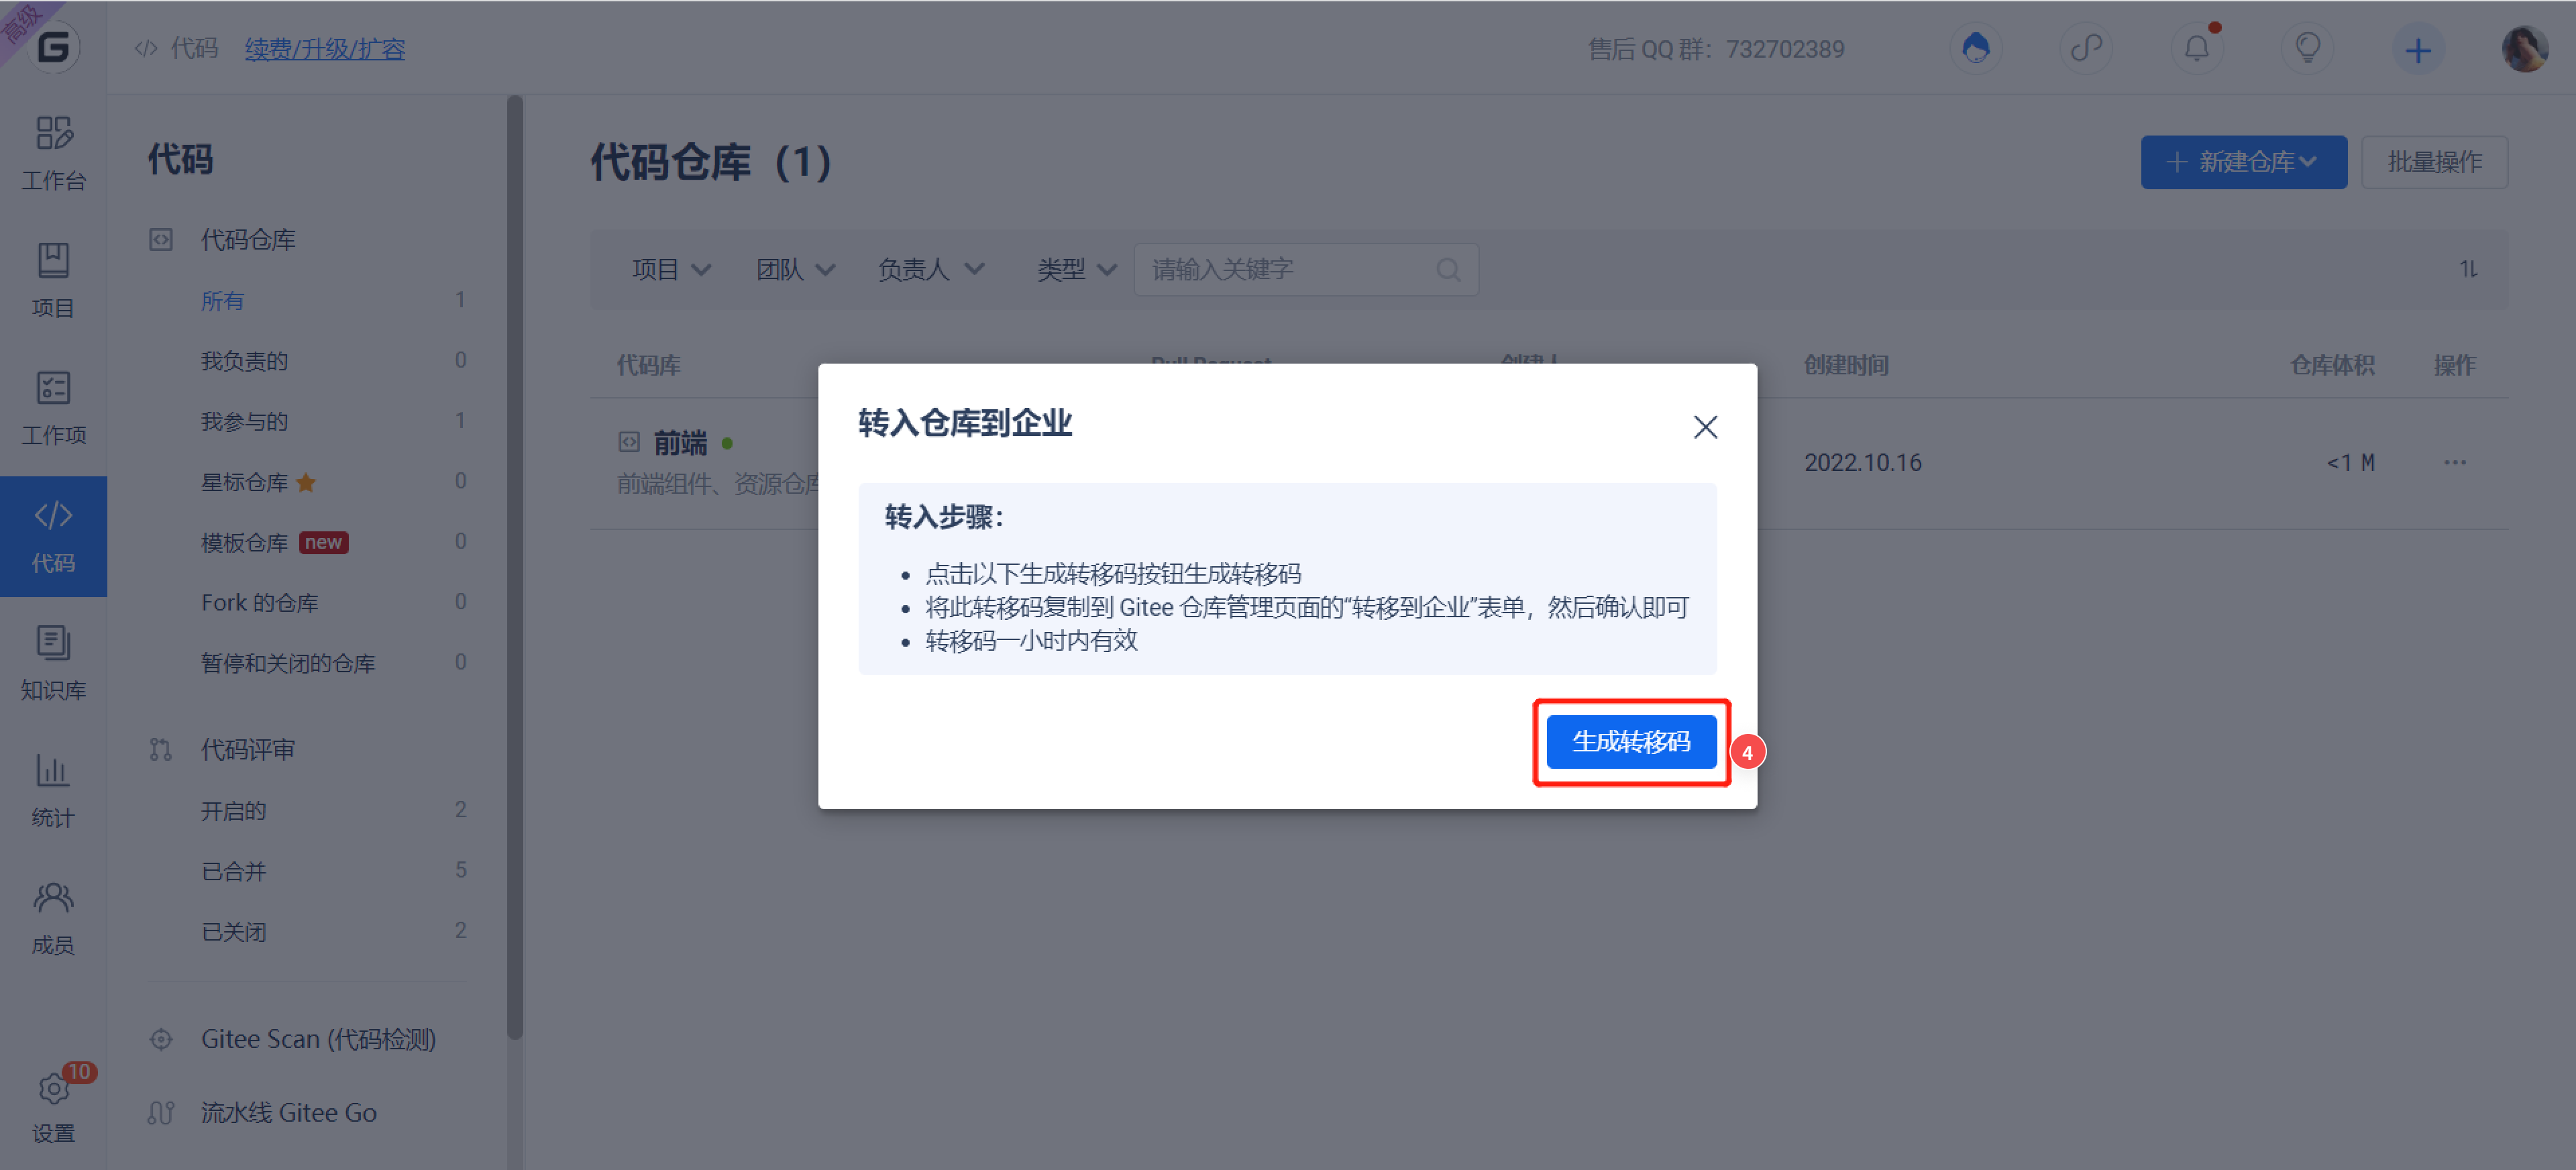 高级
代码 续费/升级/扩容
售后 QQ 群：732702389
工作台
项目
工作项
代码
知识库
统计
成员
10
设置
代码
代码仓库
所有 1
我负责的 0
我参与的 1
星标仓库 0
模板仓库 new 0
Fork 的仓库 0
暂停和关闭的仓库 0
代码评审
开启的 2
已合并 5
已关闭 2
Gitee Scan (代码检测)
流水线 Gitee Go
代码仓库（1）
新建仓库
批量操作
项目 团队 负责人 类型 请输入关键字
代码库 Pull Request 创建人 创建时间 仓库体积 操作
前端
前端组件、资源仓库
2022.10.16 <1 M
转入仓库到企业
转入步骤：
• 点击以下生成转移码按钮生成转移码
• 将此转移码复制到 Gitee 仓库管理页面的“转移到企业”表单，然后确认即可
• 转移码一小时内有效
生成转移码
4